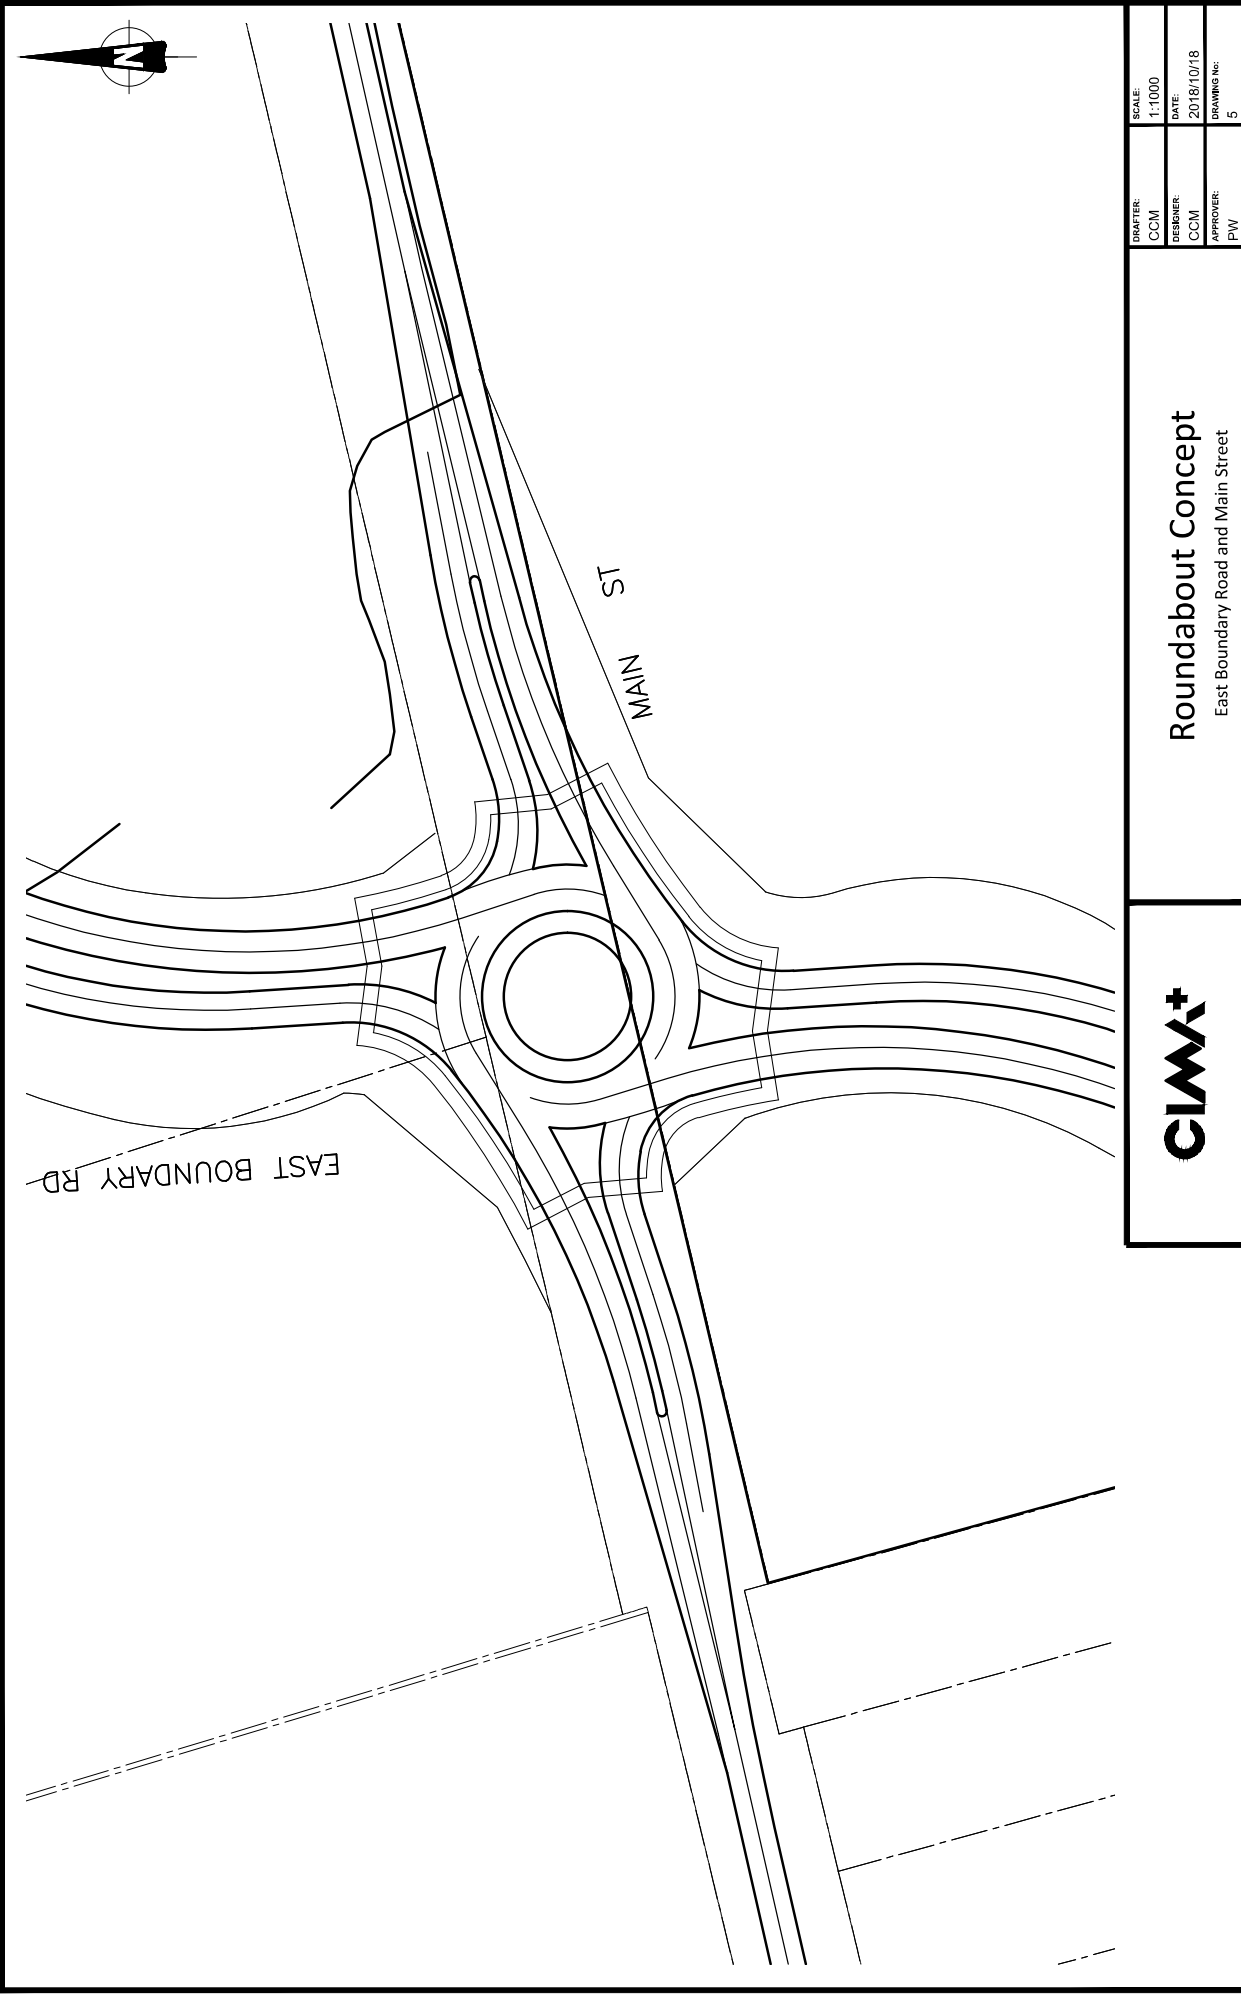 N
EAST BOUNDARY RD
MAIN ST
CIMA+
Roundabout Concept
East Boundary Road and Main Street
DRAFTER:
CCM
SCALE:
1:1000
DESIGNER:
CCM
DATE:
2018/10/18
APPROVER:
PW
DRAWING No:
5